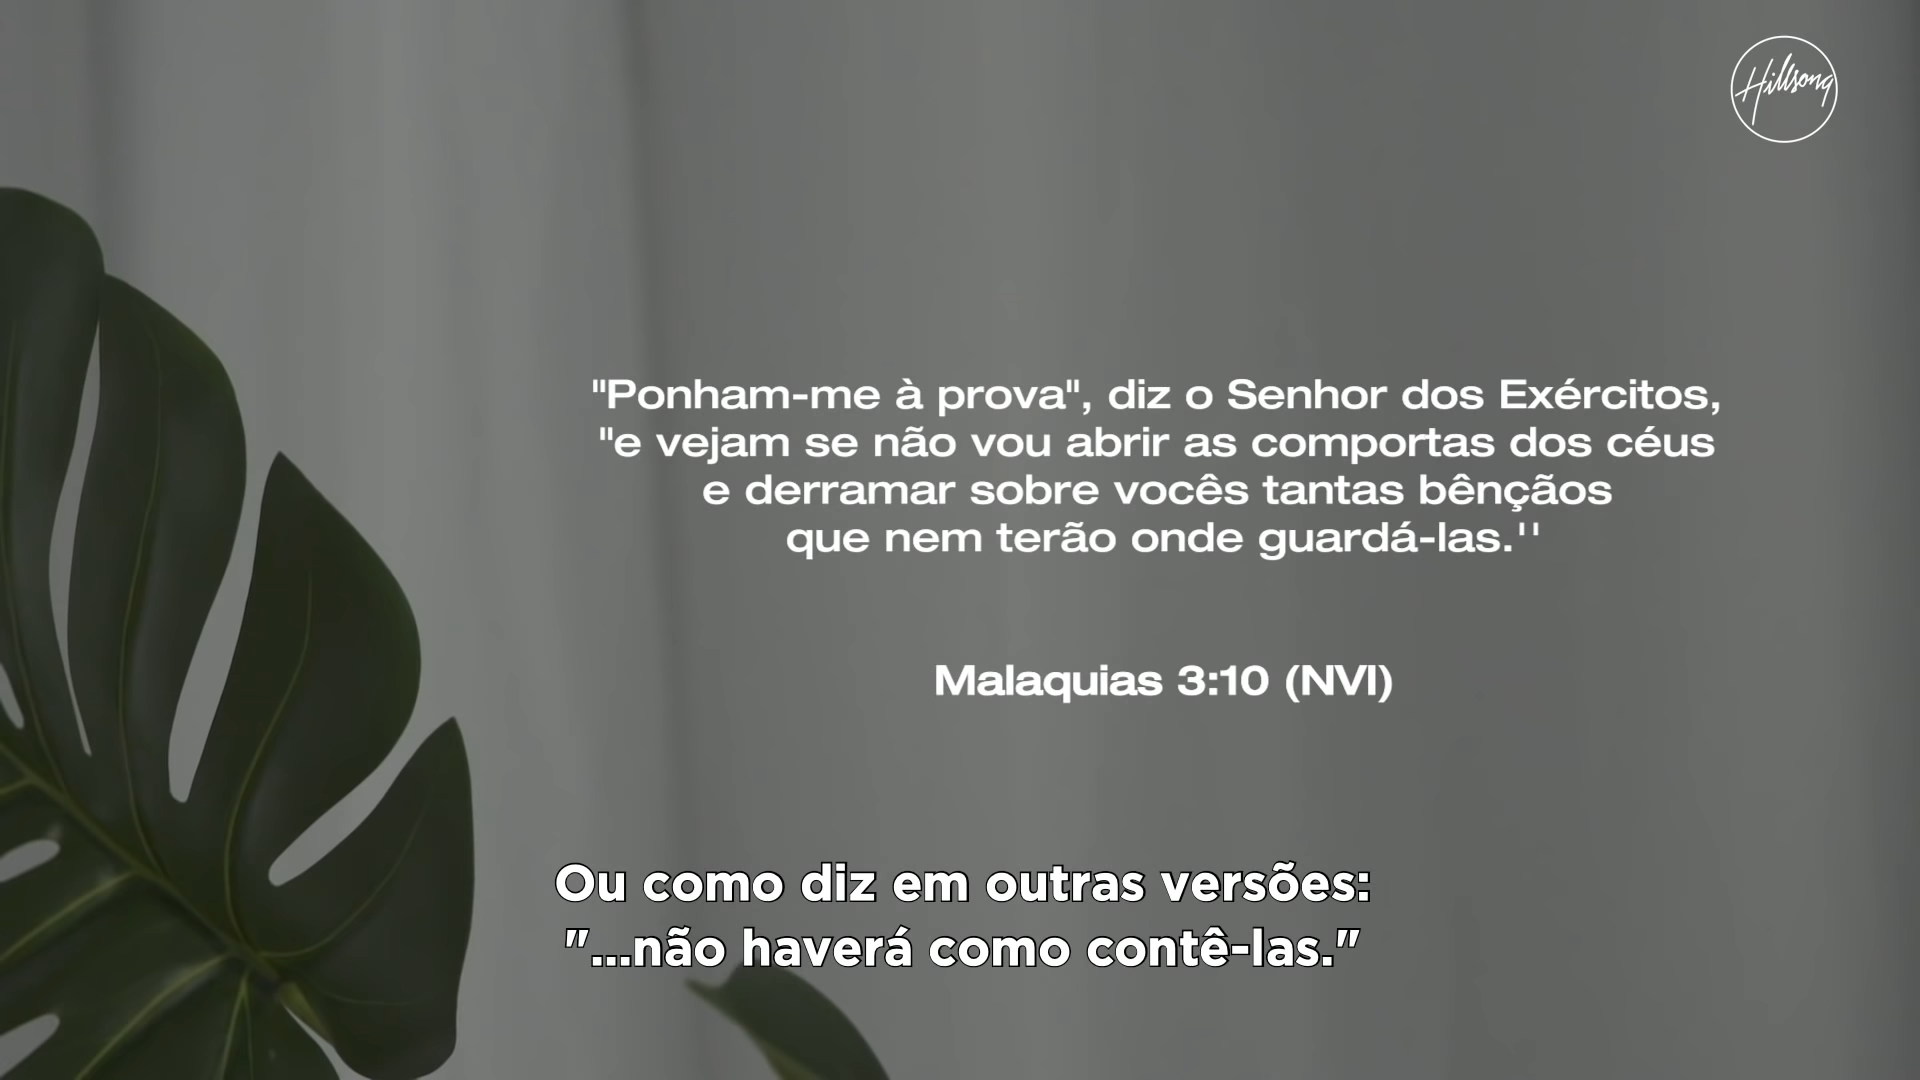 Hillsong
"Ponham-me à prova", diz o Senhor dos Exércitos,
"e vejam se não vou abrir as comportas dos céus
e derramar sobre vocês tantas bênçãos
que nem terão onde guardá-las.''
Malaquias 3:10 (NVI)
Ou como diz em outras versões:
"...não haverá como contê-las."